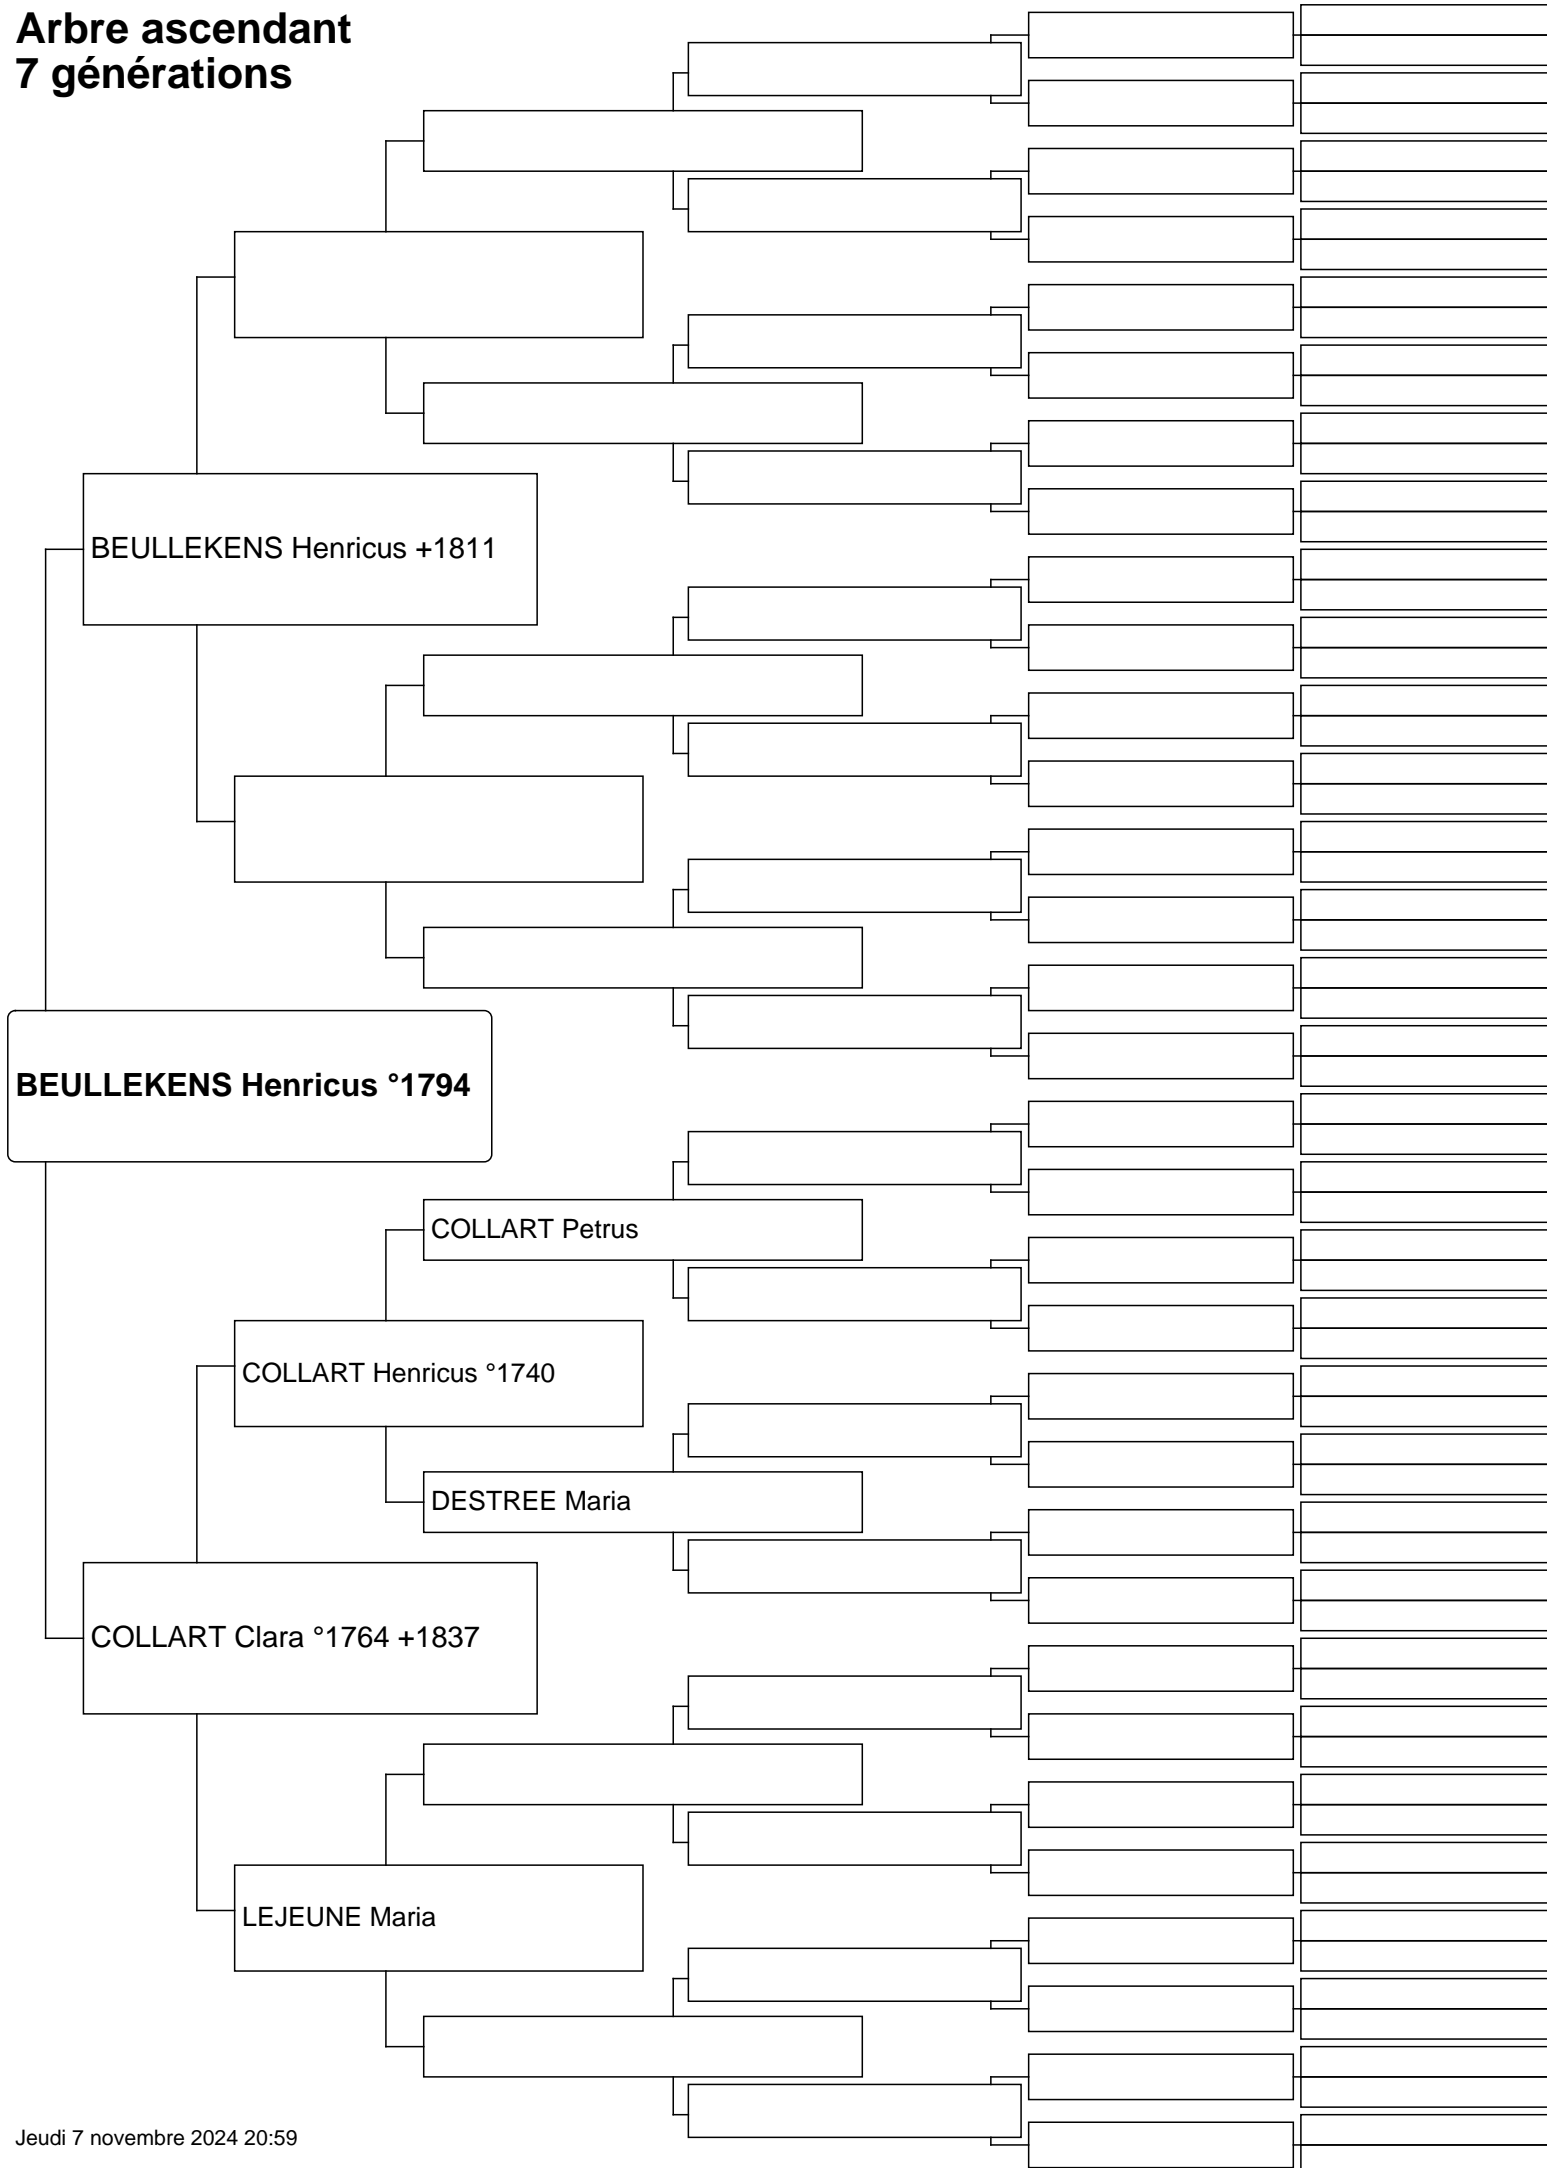 Arbre ascendant
7 générations
BEULLEKENS Henricus +1811
BEULLEKENS Henricus °1794
COLLART Petrus
COLLART Henricus °1740
DESTREE Maria
COLLART Clara °1764 +1837
LEJEUNE Maria
Jeudi 7 novembre 2024 20:59